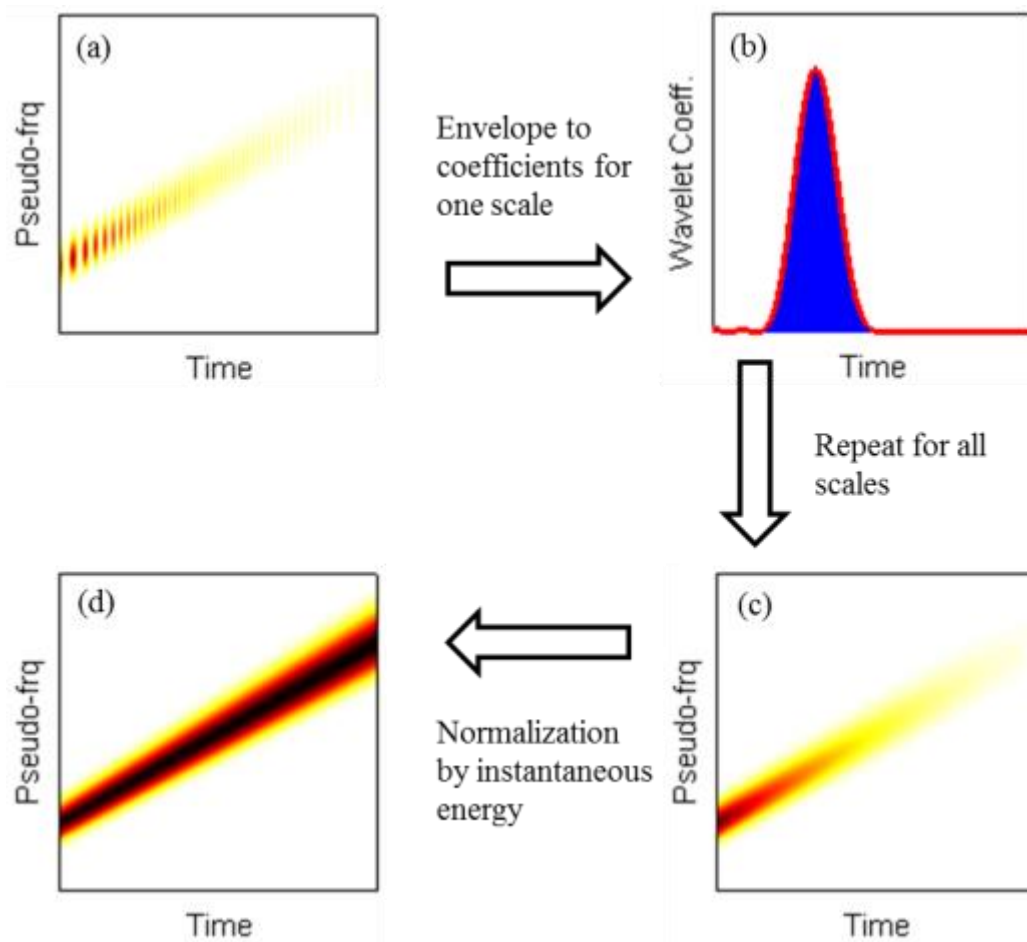 (a)
Pseudo-frq
Time
Envelope to
coefficients for
one scale
(b)
Wavelet Coeff.
Time
Repeat for all
scales
(c)
Pseudo-frq
Time
Normalization
by instantaneous
energy
(d)
Pseudo-frq
Time